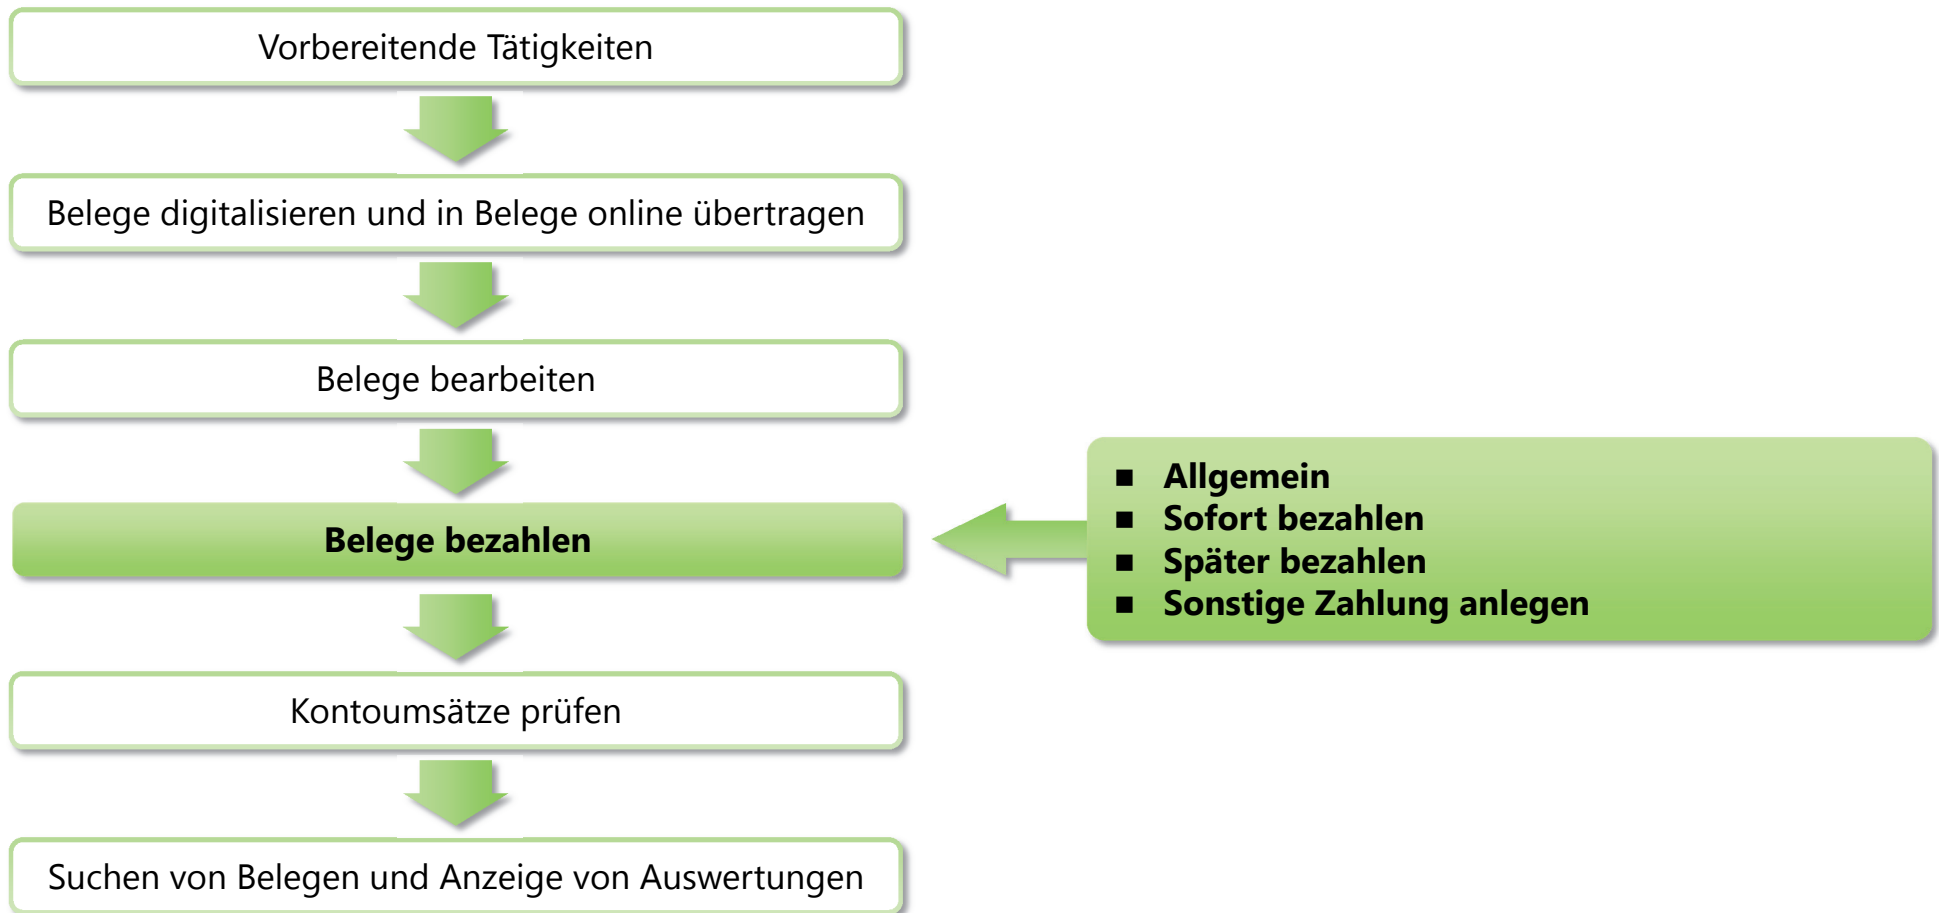 Vorbereitende Tätigkeiten
Belege digitalisieren und in Belege online übertragen
Belege bearbeiten
Belege bezahlen
■ Allgemein
■ Sofort bezahlen
■ Später bezahlen
■ Sonstige Zahlung anlegen
Kontoumsätze prüfen
Suchen von Belegen und Anzeige von Auswertungen